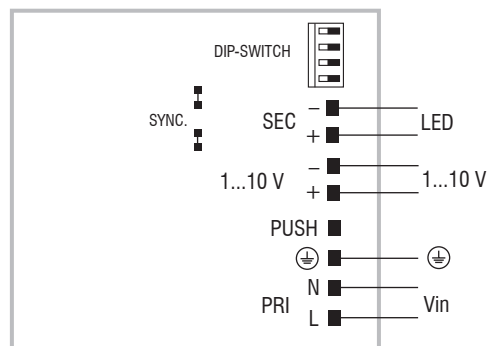 DIP-SWITCH
SYNC.
SEC − + LED
1...10 V − + 1...10 V
PUSH
PRI N L Vin